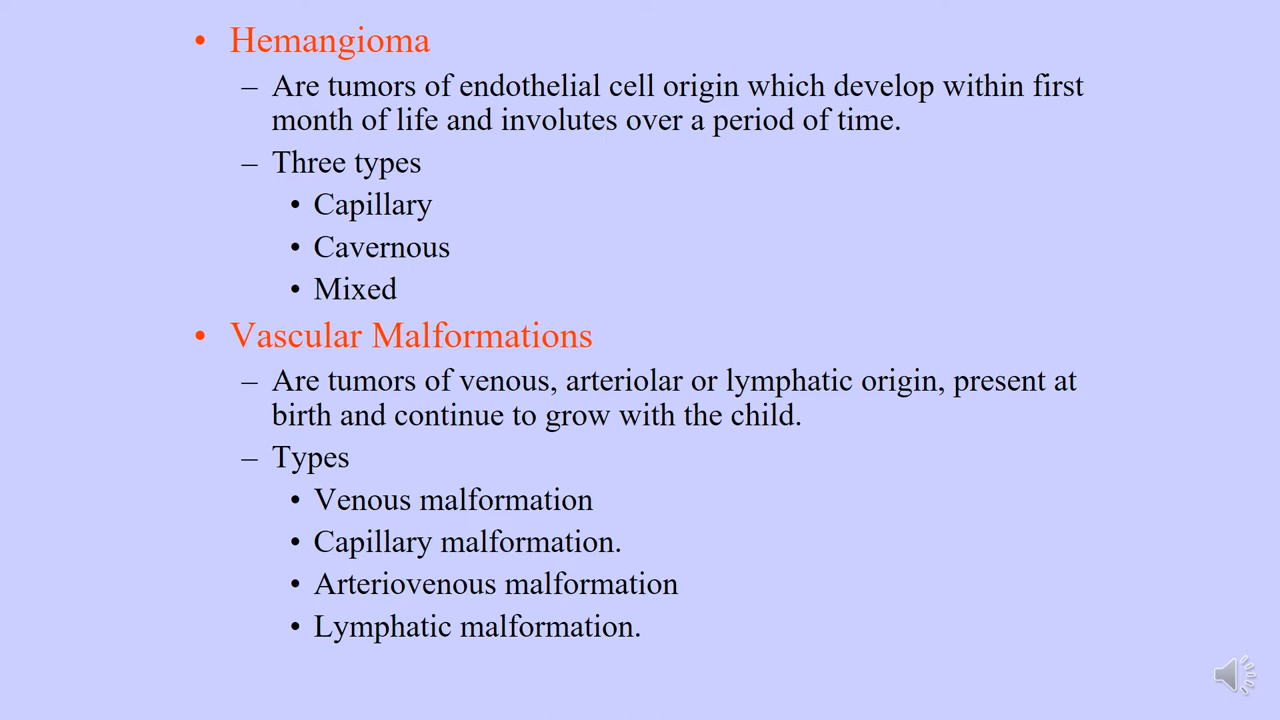 • Hemangioma
– Are tumors of endothelial cell origin which develop within first
month of life and involutes over a period of time.
– Three types
• Capillary
• Cavernous
• Mixed
• Vascular Malformations
– Are tumors of venous, arteriolar or lymphatic origin, present at
birth and continue to grow with the child.
– Types
• Venous malformation
• Capillary malformation.
• Arteriovenous malformation
• Lymphatic malformation.